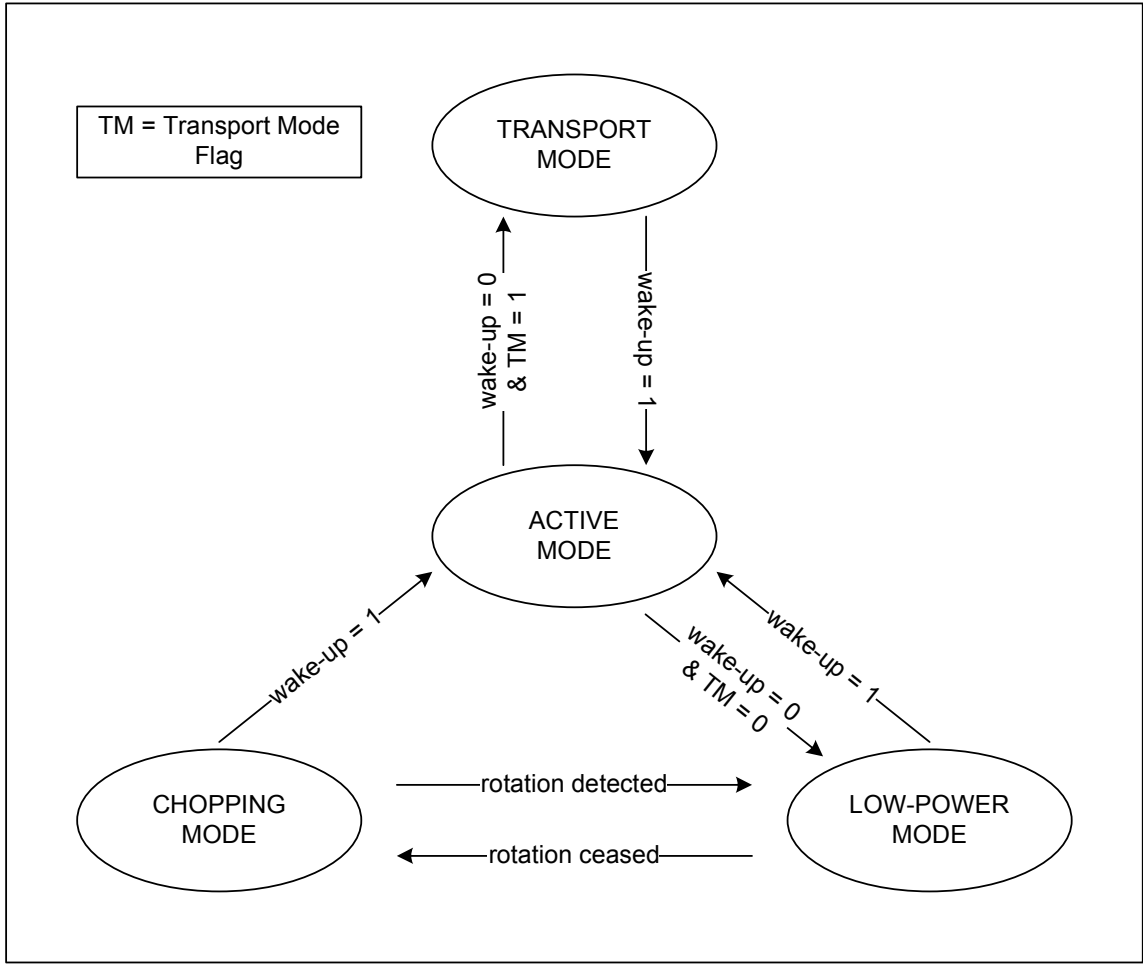 TM = Transport Mode
Flag
TRANSPORT
MODE
wake-up = 0
& TM = 1
wake-up = 1
ACTIVE
MODE
wake-up = 1
wake-up = 0
& TM = 0
wake-up = 1
CHOPPING
MODE
rotation detected
rotation ceased
LOW-POWER
MODE